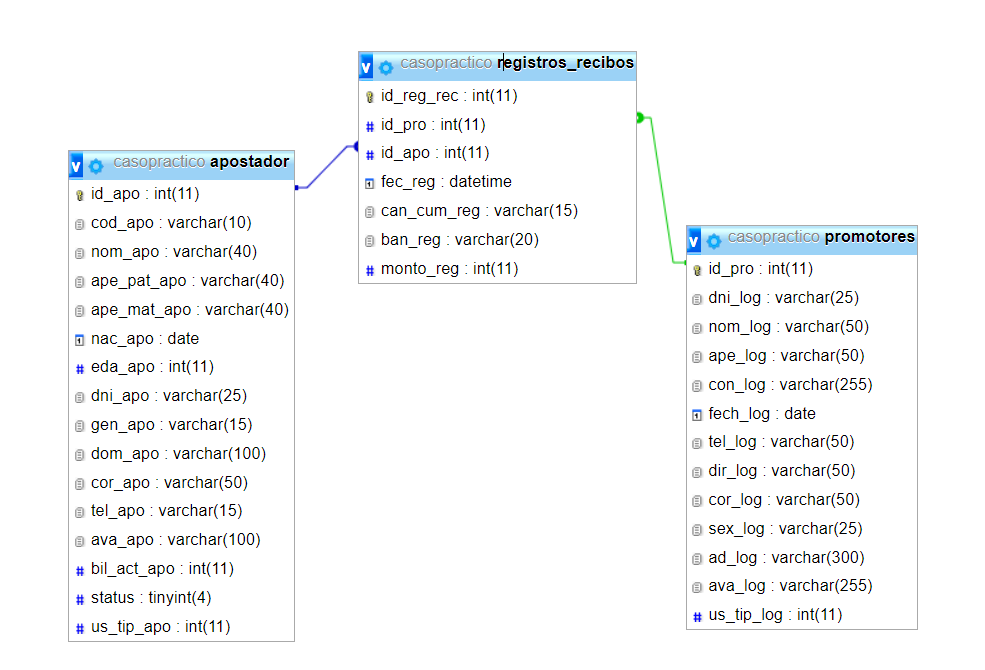 casopractico apostador
id_apo : int(11)
cod_apo : varchar(10)
nom_apo : varchar(40)
ape_pat_apo : varchar(40)
ape_mat_apo : varchar(40)
nac_apo : date
eda_apo : int(11)
dni_apo : varchar(25)
gen_apo : varchar(15)
dom_apo : varchar(100)
cor_apo : varchar(50)
tel_apo : varchar(15)
ava_apo : varchar(100)
bil_act_apo : int(11)
status : tinyint(4)
us_tip_apo : int(11)
casopractico registros_recibos
id_reg_rec : int(11)
id_pro : int(11)
id_apo : int(11)
fec_reg : datetime
can_cum_reg : varchar(15)
ban_reg : varchar(20)
monto_reg : int(11)
casopractico promotores
id_pro : int(11)
dni_log : varchar(25)
nom_log : varchar(50)
ape_log : varchar(50)
con_log : varchar(255)
fech_log : date
tel_log : varchar(50)
dir_log : varchar(50)
cor_log : varchar(50)
sex_log : varchar(25)
ad_log : varchar(300)
ava_log : varchar(255)
us_tip_log : int(11)